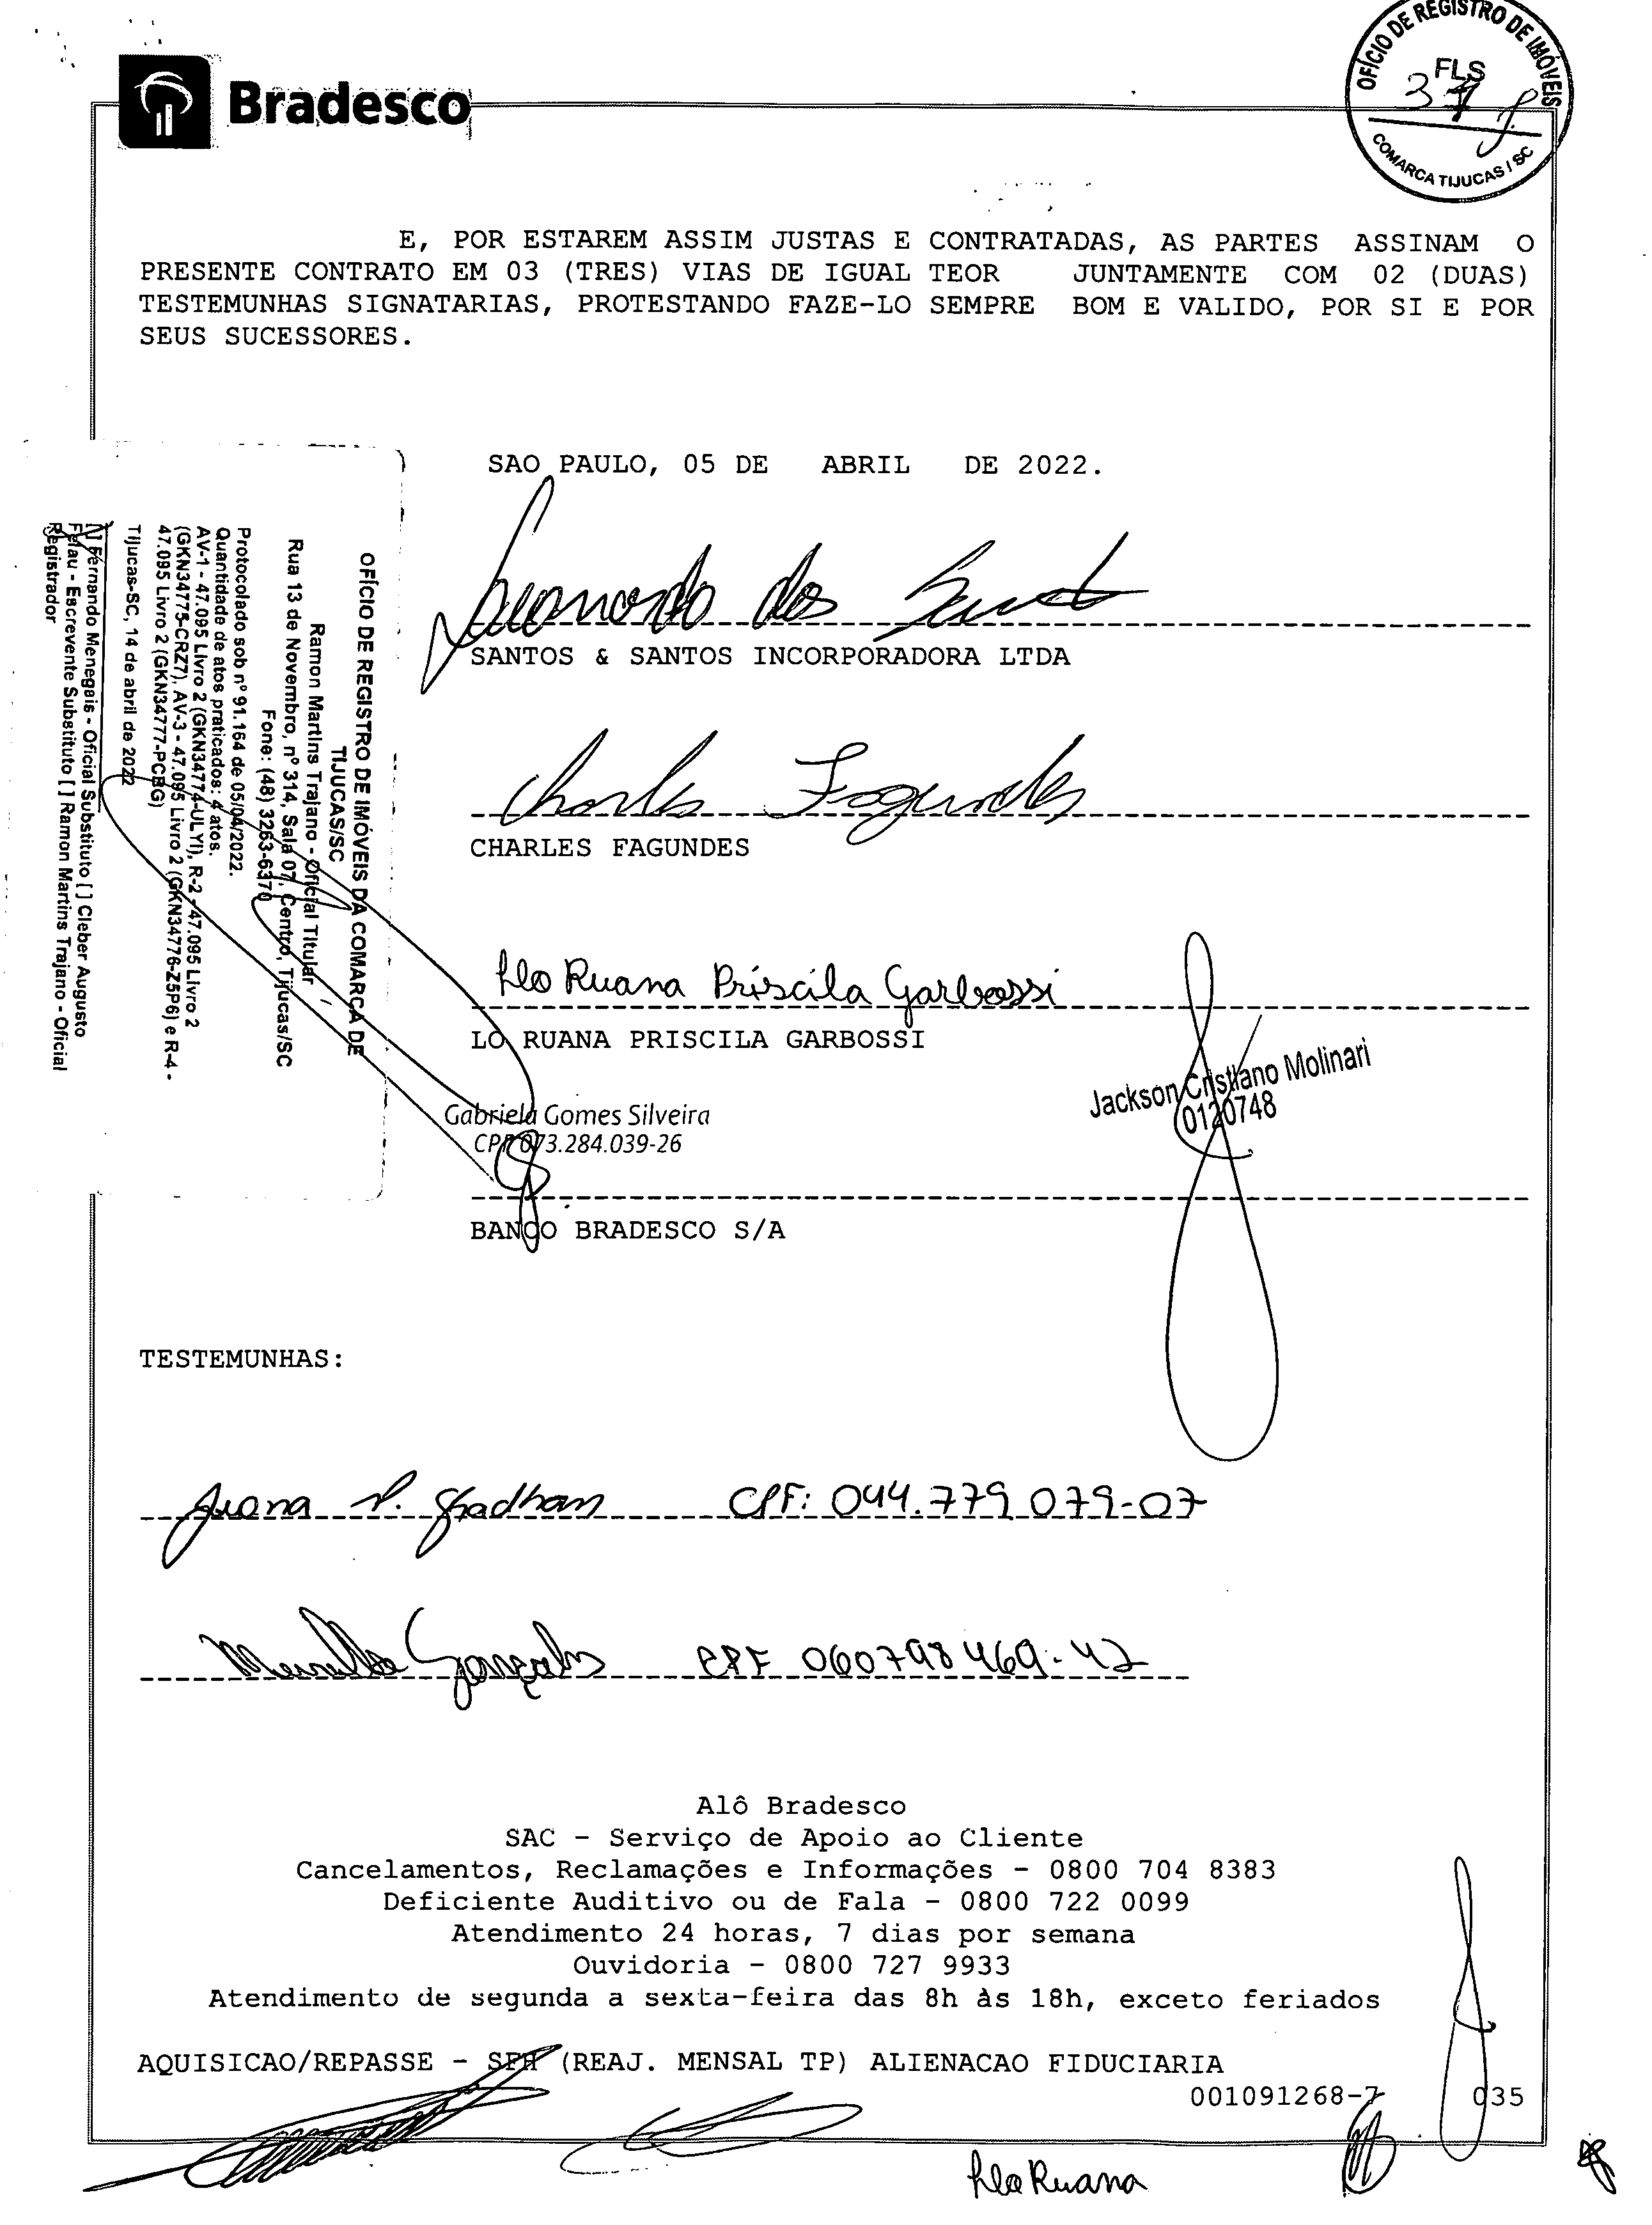 Bradesco
OFÍCIO DE REGISTRO DE IMÓVEIS
FLS
COMARCA TIJUCAS / SC
E, POR ESTAREM ASSIM JUSTAS E CONTRATADAS, AS PARTES ASSINAM O
PRESENTE CONTRATO EM 03 (TRES) VIAS DE IGUAL TEOR JUNTAMENTE COM 02 (DUAS)
TESTEMUNHAS SIGNATARIAS, PROTESTANDO FAZE-LO SEMPRE BOM E VALIDO, POR SI E POR
SEUS SUCESSORES.
SAO PAULO, 05 DE ABRIL DE 2022.
OFÍCIO DE REGISTRO DE IMÓVEIS DA COMARCA DE
TIJUCAS/SC
Ramon Martins Trajano - Oficial Titular
Rua 13 de Novembro, nº 314, Sala 07, Centro, Tijucas/SC
Fone: (48) 3263-6370
Protocolado sob nº 91.164 de 05/04/2022.
Quantidade de atos praticados: 4 atos.
AV-1 - 47.095 Livro 2 (GKN34774-ULYI), R-2 - 47.095 Livro 2
(GKN34775-CRZ7), AV-3 - 47.095 Livro 2 (GKN34776-Z5P6) e R-4 -
47.095 Livro 2 (GKN34777-PCBG)
Tijucas-SC, 14 de abril de 2022
Fernando Menegais - Oficial Substituto [ ] Cleber Augusto
Felau - Escrevente Substituto [ ] Ramon Martins Trajano - Oficial
Registrador
Leonardo dos
SANTOS & SANTOS INCORPORADORA LTDA
Charles Fagundes
CHARLES FAGUNDES
Lo Ruana Priscila Garbossi
LO RUANA PRISCILA GARBOSSI
Gabriela Gomes Silveira
CPF 073.284.039-26
Jackson Cristiano Molinari
0120748
BANCO BRADESCO S/A
TESTEMUNHAS:
CPF: 044.779.079-07
Gonçalves CPF 060798469-42
Alô Bradesco
SAC - Serviço de Apoio ao Cliente
Cancelamentos, Reclamações e Informações - 0800 704 8383
Deficiente Auditivo ou de Fala - 0800 722 0099
Atendimento 24 horas, 7 dias por semana
Ouvidoria - 0800 727 9933
Atendimento de segunda a sexta-feira das 8h às 18h, exceto feriados
AQUISICAO/REPASSE - SFH (REAJ. MENSAL TP) ALIENACAO FIDUCIARIA
001091268-7 035
Lo Ruana